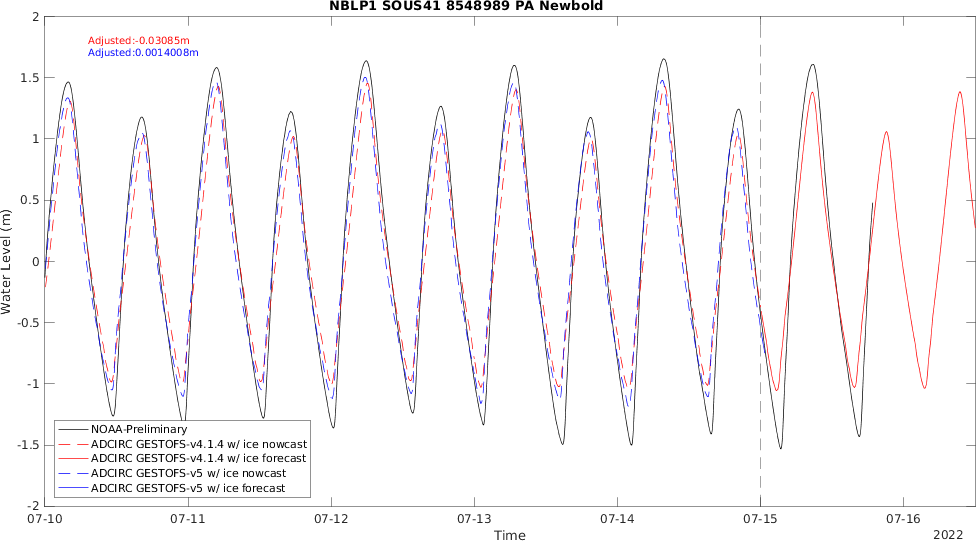 NBLP1 SOUS41 8548989 PA Newbold
Adjusted:-0.03085m
Adjusted:0.0014008m
2
1.5
1
0.5
0
-0.5
-1
-1.5
-2
Water Level (m)
NOAA-Preliminary
ADCIRC GESTOFS-v4.1.4 w/ ice nowcast
ADCIRC GESTOFS-v4.1.4 w/ ice forecast
ADCIRC GESTOFS-v5 w/ ice nowcast
ADCIRC GESTOFS-v5 w/ ice forecast
07-10 07-11 07-12 07-13 07-14 07-15 07-16
Time
2022